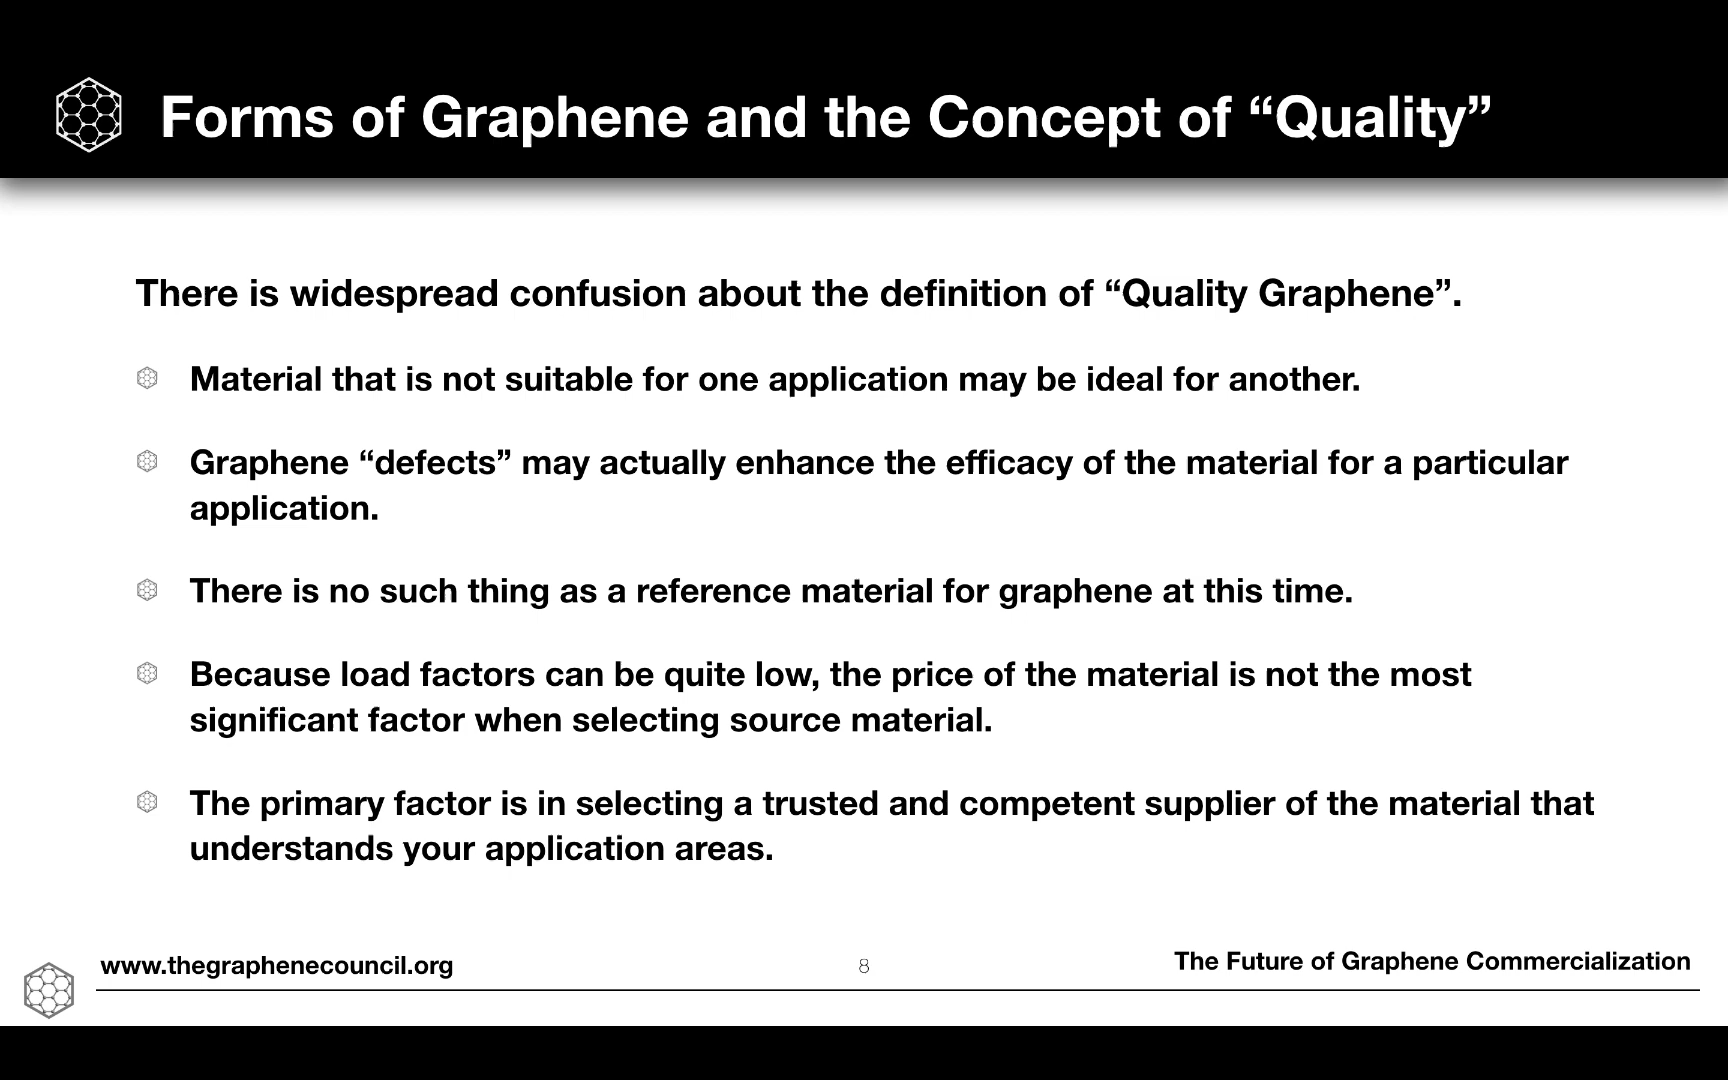 Forms of Graphene and the Concept of “Quality”
There is widespread confusion about the definition of “Quality Graphene”.
Material that is not suitable for one application may be ideal for another.
Graphene “defects” may actually enhance the efficacy of the material for a particular
application.
There is no such thing as a reference material for graphene at this time.
Because load factors can be quite low, the price of the material is not the most
significant factor when selecting source material.
The primary factor is in selecting a trusted and competent supplier of the material that
understands your application areas.
www.thegraphenecouncil.org
8
The Future of Graphene Commercialization